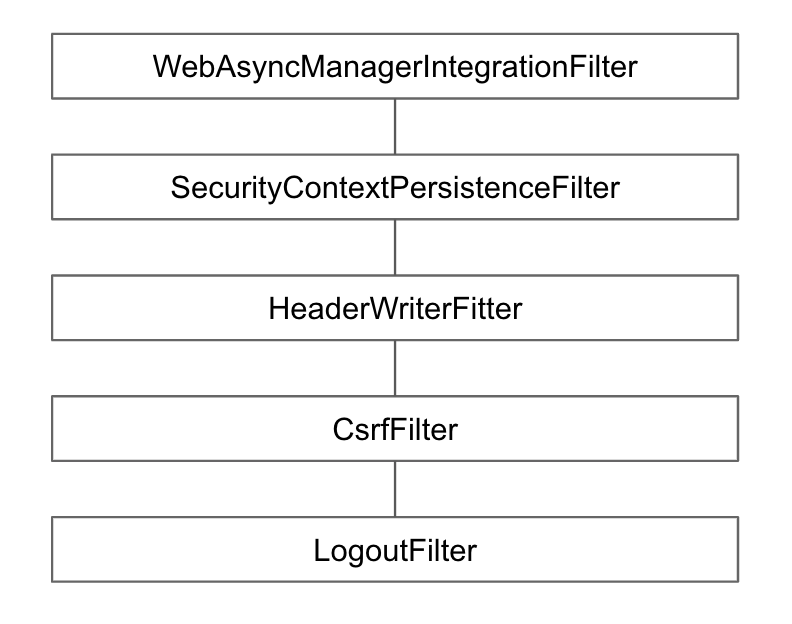 WebAsyncManagerIntegrationFilter
SecurityContextPersistenceFilter
HeaderWriterFitter
CsrfFilter
LogoutFilter